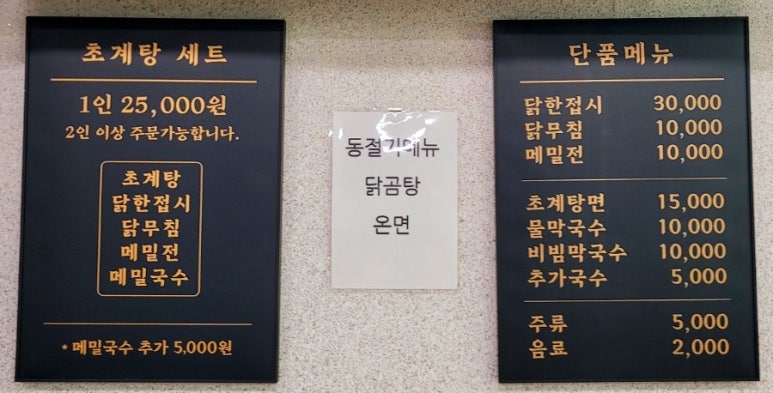 초계탕 세트
1인 25,000원
2인 이상 주문가능합니다.
초계탕
닭한접시
닭무침
메밀전
메밀국수
* 메밀국수 추가 5,000원
동절기메뉴
닭곰탕
온면
단품메뉴
닭한접시 30,000
닭무침 10,000
메밀전 10,000
초계탕면 15,000
물막국수 10,000
비빔막국수 10,000
추가국수 5,000
주류 5,000
음료 2,000